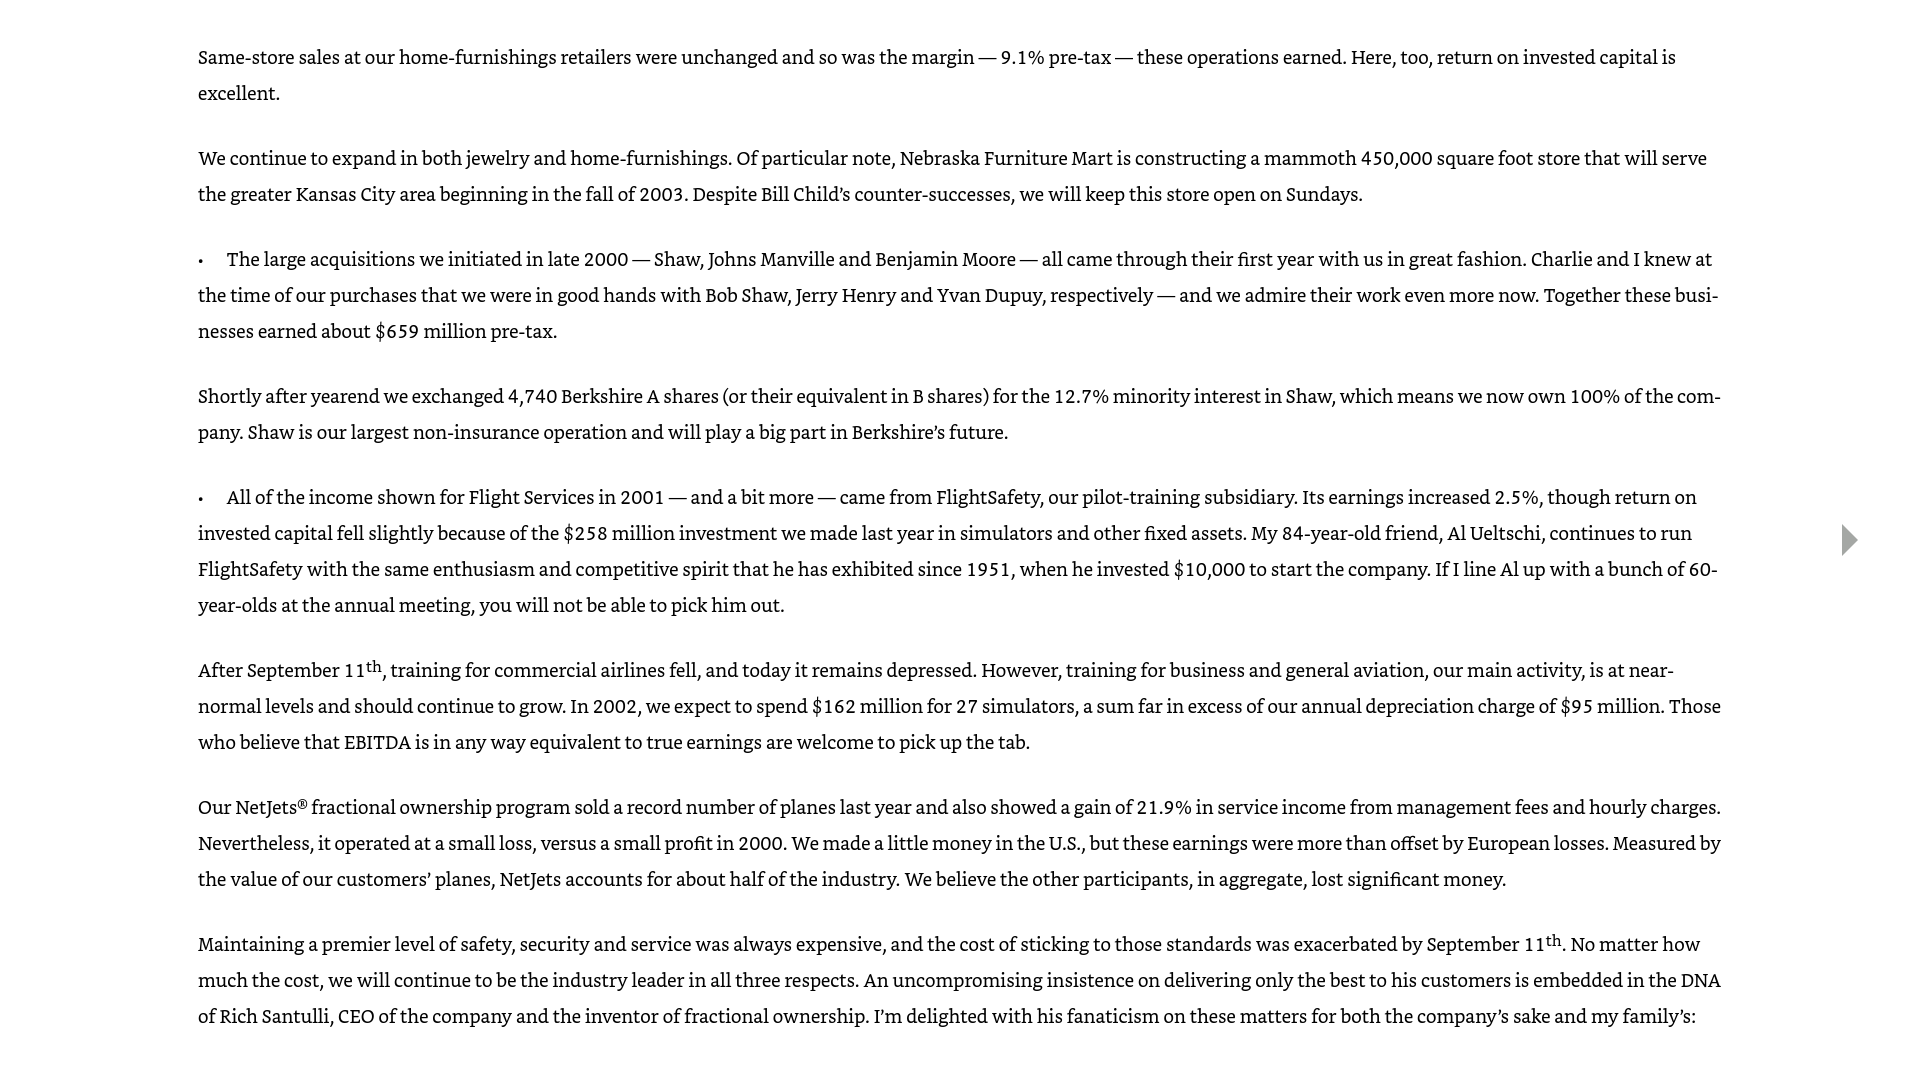 Same-store sales at our home-furnishings retailers were unchanged and so was the margin — 9.1% pre-tax — these operations earned. Here, too, return on invested capital is
excellent.
We continue to expand in both jewelry and home-furnishings. Of particular note, Nebraska Furniture Mart is constructing a mammoth 450,000 square foot store that will serve
the greater Kansas City area beginning in the fall of 2003. Despite Bill Child’s counter-successes, we will keep this store open on Sundays.
• The large acquisitions we initiated in late 2000 — Shaw, Johns Manville and Benjamin Moore — all came through their first year with us in great fashion. Charlie and I knew at
the time of our purchases that we were in good hands with Bob Shaw, Jerry Henry and Yvan Dupuy, respectively — and we admire their work even more now. Together these busi-
nesses earned about $659 million pre-tax.
Shortly after yearend we exchanged 4,740 Berkshire A shares (or their equivalent in B shares) for the 12.7% minority interest in Shaw, which means we now own 100% of the com-
pany. Shaw is our largest non-insurance operation and will play a big part in Berkshire’s future.
• All of the income shown for Flight Services in 2001 — and a bit more — came from FlightSafety, our pilot-training subsidiary. Its earnings increased 2.5%, though return on
invested capital fell slightly because of the $258 million investment we made last year in simulators and other fixed assets. My 84-year-old friend, Al Ueltschi, continues to run
FlightSafety with the same enthusiasm and competitive spirit that he has exhibited since 1951, when he invested $10,000 to start the company. If I line Al up with a bunch of 60-
year-olds at the annual meeting, you will not be able to pick him out.
After September 11th, training for commercial airlines fell, and today it remains depressed. However, training for business and general aviation, our main activity, is at near-
normal levels and should continue to grow. In 2002, we expect to spend $162 million for 27 simulators, a sum far in excess of our annual depreciation charge of $95 million. Those
who believe that EBITDA is in any way equivalent to true earnings are welcome to pick up the tab.
Our NetJets® fractional ownership program sold a record number of planes last year and also showed a gain of 21.9% in service income from management fees and hourly charges.
Nevertheless, it operated at a small loss, versus a small profit in 2000. We made a little money in the U.S., but these earnings were more than offset by European losses. Measured by
the value of our customers’ planes, NetJets accounts for about half of the industry. We believe the other participants, in aggregate, lost significant money.
Maintaining a premier level of safety, security and service was always expensive, and the cost of sticking to those standards was exacerbated by September 11th. No matter how
much the cost, we will continue to be the industry leader in all three respects. An uncompromising insistence on delivering only the best to his customers is embedded in the DNA
of Rich Santulli, CEO of the company and the inventor of fractional ownership. I’m delighted with his fanaticism on these matters for both the company’s sake and my family’s: